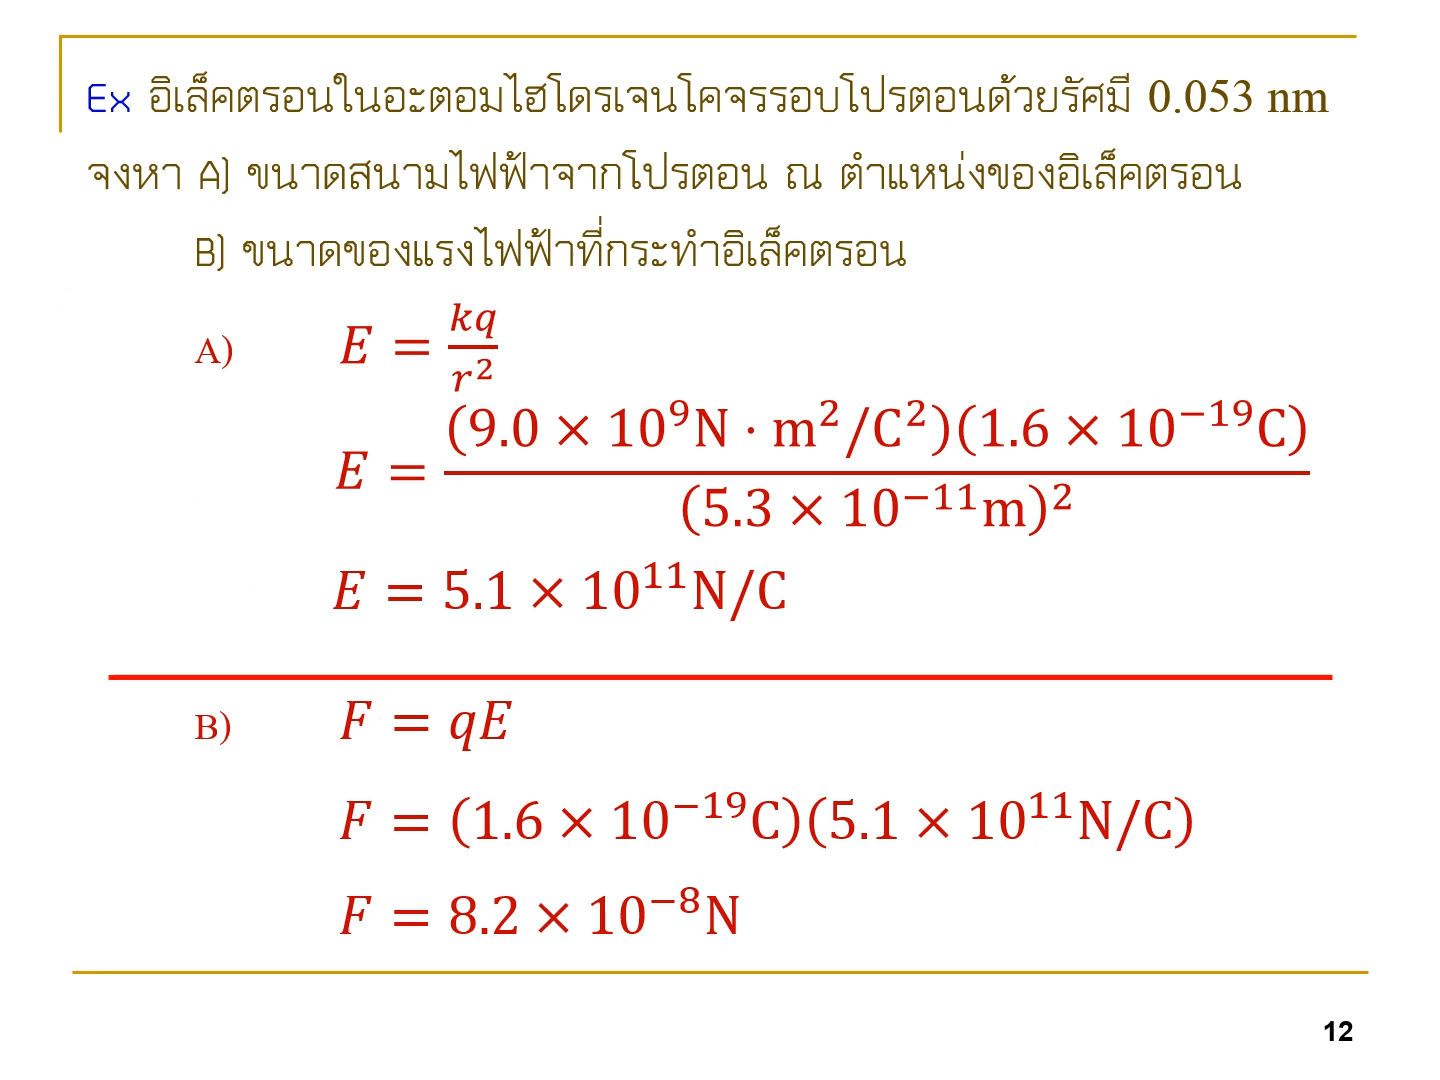 Ex อิเล็คตรอนในอะตอมไฮโดรเจนโคจรรอบโปรตอนด้วยรัศมี 0.053 nm
จงหา A) ขนาดสนามไฟฟ้าจากโปรตอน ณ ตำแหน่งของอิเล็คตรอน
B) ขนาดของแรงไฟฟ้าที่กระทำอิเล็คตรอน
A) E = kq/r²
E = (9.0 × 10⁹N · m²/C²)(1.6 × 10⁻¹⁹C)/(5.3 × 10⁻¹¹m)²
E = 5.1 × 10¹¹N/C
B) F = qE
F = (1.6 × 10⁻¹⁹C)(5.1 × 10¹¹N/C)
F = 8.2 × 10⁻⁸N
12